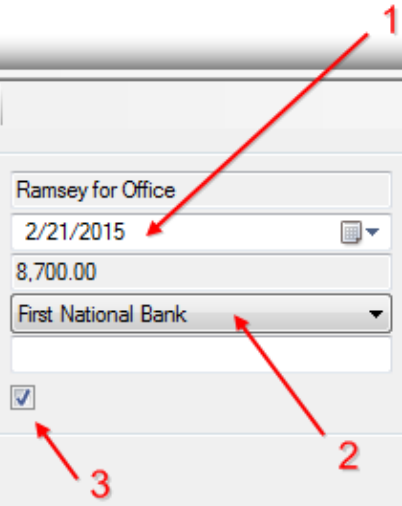 1
Ramsey for Office
2/21/2015
8,700.00
First National Bank
2
3